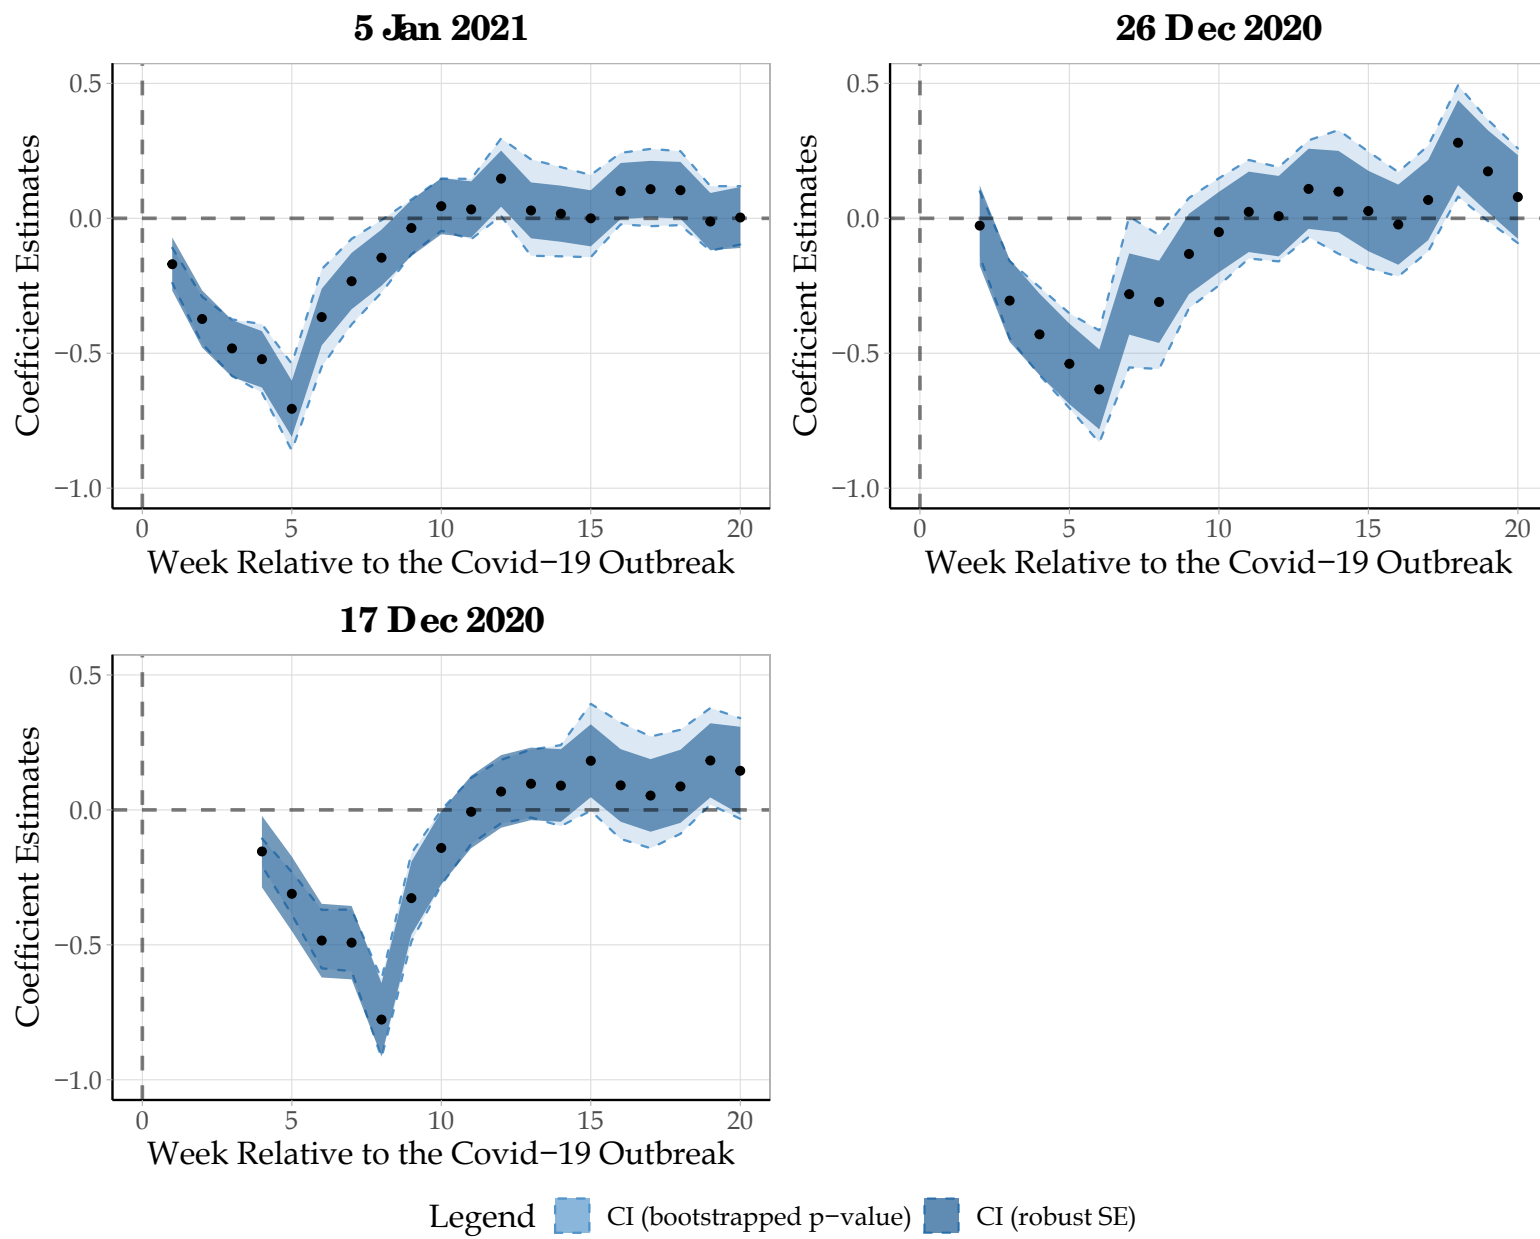 5 Jan 2021
0.5
0.0
−0.5
−1.0
Coefficient Estimates
0 5 10 15 20
Week Relative to the Covid−19 Outbreak
26 Dec 2020
0.5
0.0
−0.5
−1.0
Coefficient Estimates
0 5 10 15 20
Week Relative to the Covid−19 Outbreak
17 Dec 2020
0.5
0.0
−0.5
−1.0
Coefficient Estimates
0 5 10 15 20
Week Relative to the Covid−19 Outbreak
Legend CI (bootstrapped p−value) CI (robust SE)